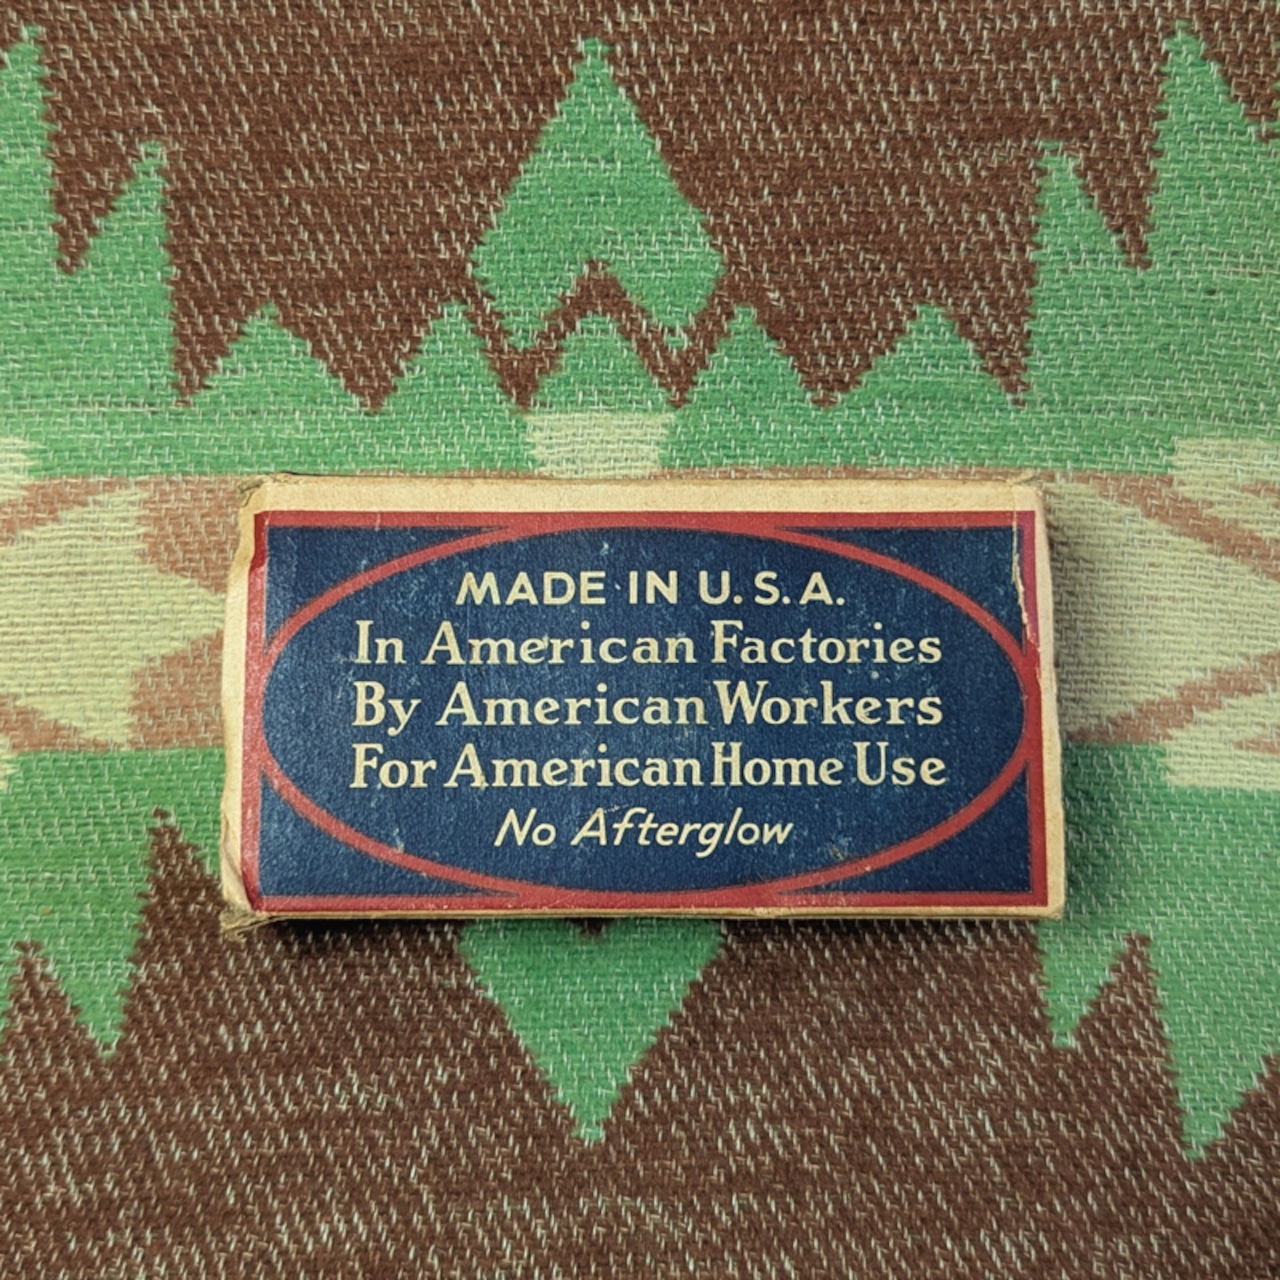 MADE IN U.S.A.
In American Factories
By American Workers
For American Home Use
No Afterglow